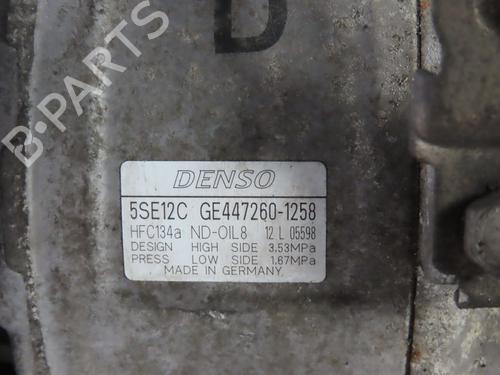 D
B-PARTS
DENSO
5SE12C GE447260-1258
HFC134a ND-OIL8 12 L 05598
DESIGN HIGH SIDE 3.53MPa
PRESS LOW SIDE 1.67MPa
MADE IN GERMANY.